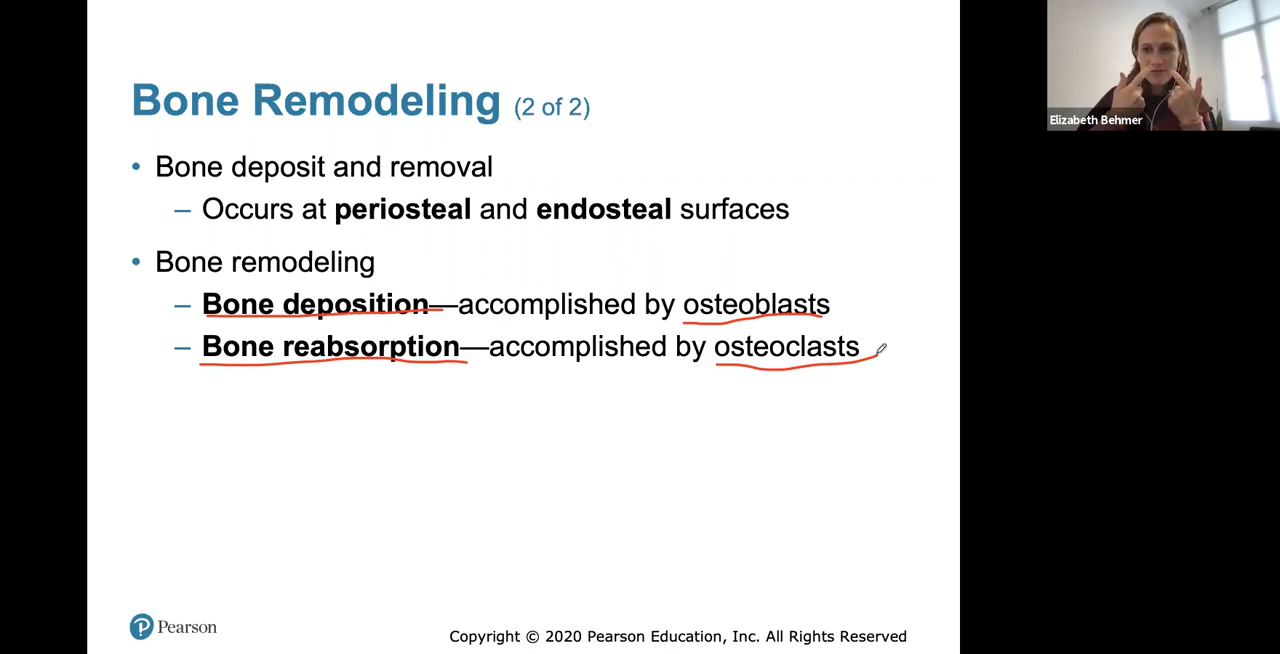 Bone Remodeling (2 of 2)
• Bone deposit and removal
– Occurs at periosteal and endosteal surfaces
• Bone remodeling
– Bone deposition—accomplished by osteoblasts
– Bone reabsorption—accomplished by osteoclasts
Pearson
Copyright © 2020 Pearson Education, Inc. All Rights Reserved
Elizabeth Behmer